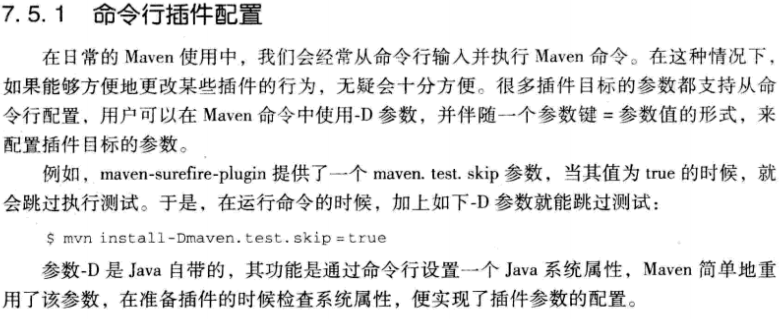 7.5.1 命令行插件配置
在日常的 Maven 使用中，我们会经常从命令行输入并执行 Maven 命令。在这种情况下，
如果能够方便地更改某些插件的行为，无疑会十分方便。很多插件目标的参数都支持从命
令行配置，用户可以在 Maven 命令中使用-D 参数，并伴随一个参数键 = 参数值的形式，来
配置插件目标的参数。
例如，maven-surefire-plugin 提供了一个 maven. test. skip 参数，当其值为 true 的时候，就
会跳过执行测试。于是，在运行命令的时候，加上如下-D 参数就能跳过测试：
$ mvn install-Dmaven.test.skip=true
参数-D 是 Java 自带的，其功能是通过命令行设置一个 Java 系统属性，Maven 简单地重
用了该参数，在准备插件的时候检查系统属性，便实现了插件参数的配置。